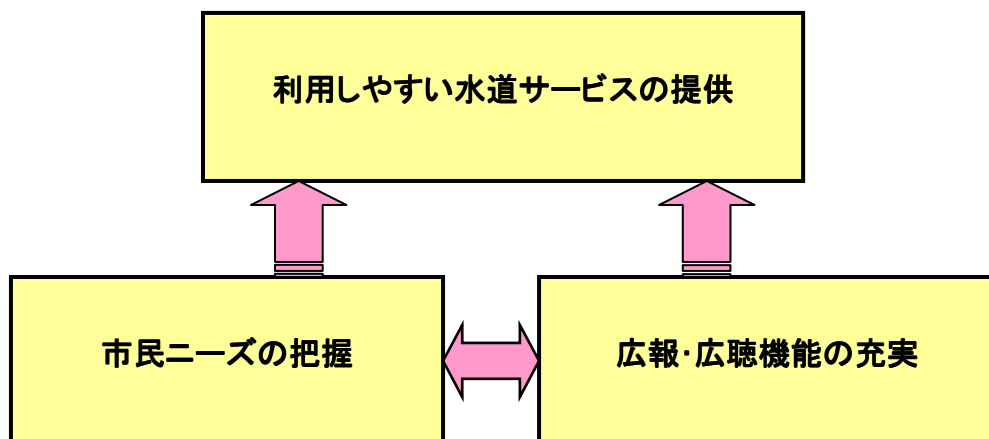 利用しやすい水道サービスの提供
市民ニーズの把握
広報・広聴機能の充実